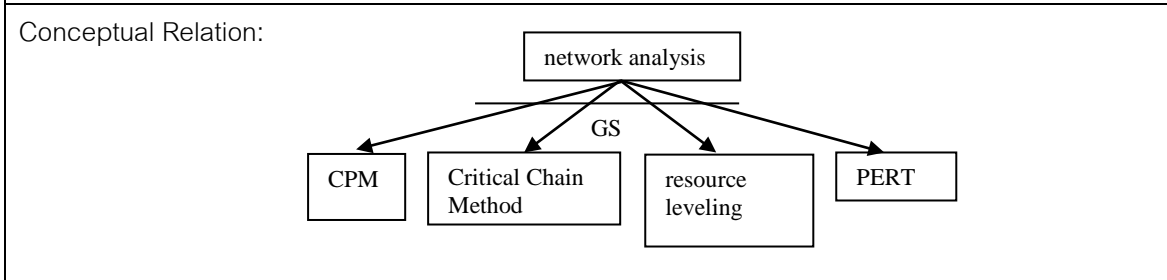 Conceptual Relation:
network analysis
GS
CPM
Critical Chain
Method
resource
leveling
PERT